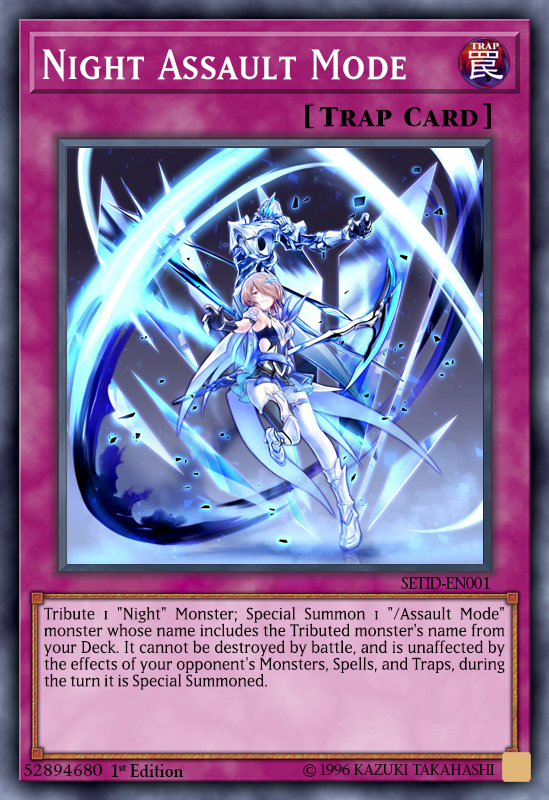 NIGHT ASSAULT MODE
TRAP
罠
[TRAP CARD]
SETID-EN001
Tribute 1 "Night" Monster; Special Summon 1 "/Assault Mode"
monster whose name includes the Tributed monster's name from
your Deck. It cannot be destroyed by battle, and is unaffected by
the effects of your opponent's Monsters, Spells, and Traps, during
the turn it is Special Summoned.
52894680 1st Edition ©1996 KAZUKI TAKAHASHI